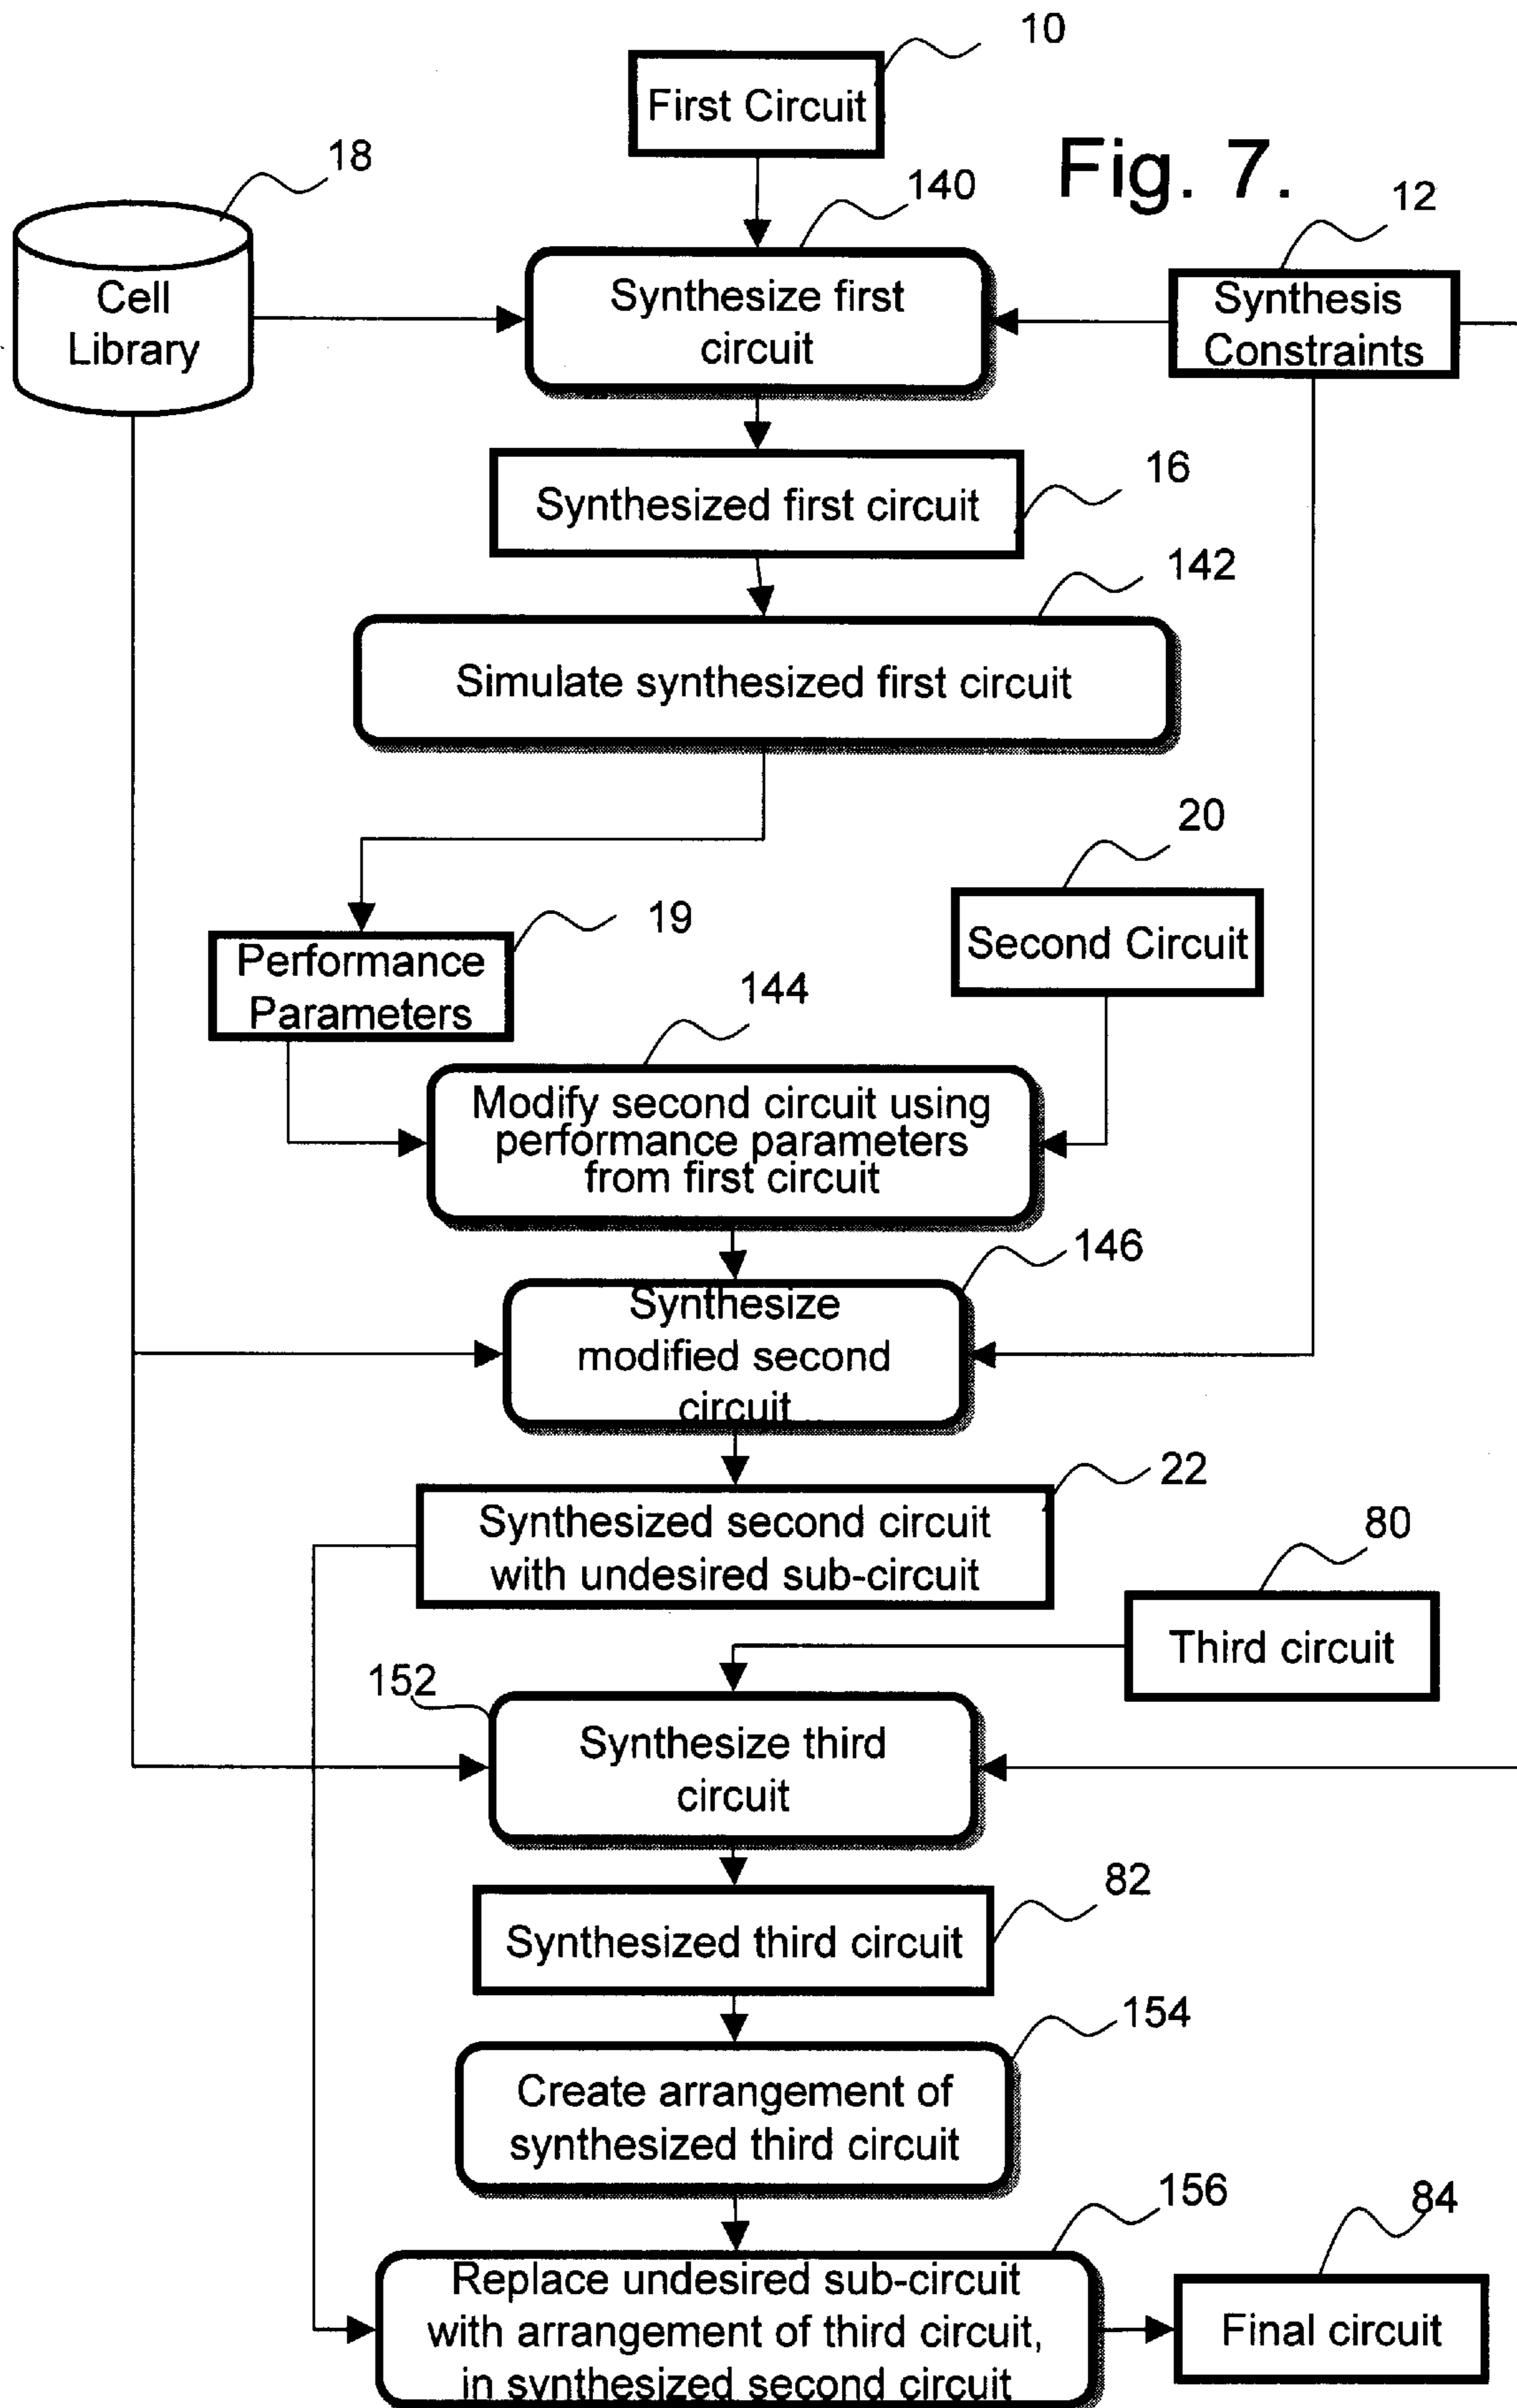 10
First Circuit
Fig. 7.
18
140
12
Cell
Library
Synthesize first
circuit
Synthesis
Constraints
16
Synthesized first circuit
142
Simulate synthesized first circuit
20
19
Second Circuit
Performance
Parameters
144
Modify second circuit using
performance parameters
from first circuit
146
Synthesize
modified second
circuit
22
Synthesized second circuit
with undesired sub-circuit
80
Third circuit
152
Synthesize third
circuit
82
Synthesized third circuit
154
Create arrangement of
synthesized third circuit
156
84
Replace undesired sub-circuit
with arrangement of third circuit,
in synthesized second circuit
Final circuit